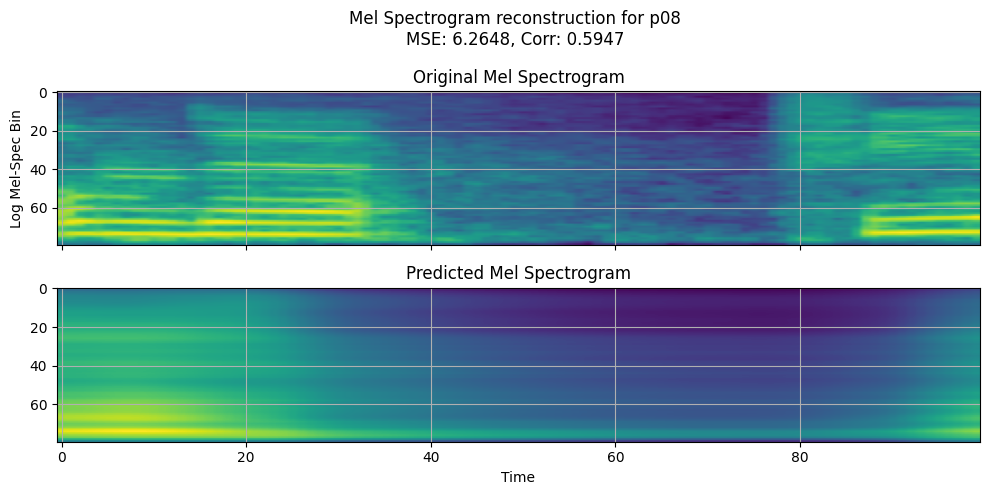 Mel Spectrogram reconstruction for p08
MSE: 6.2648, Corr: 0.5947
Original Mel Spectrogram
0
20
40
60
Log Mel-Spec Bin
Predicted Mel Spectrogram
0
20
40
60
0 20 40 60 80
Time